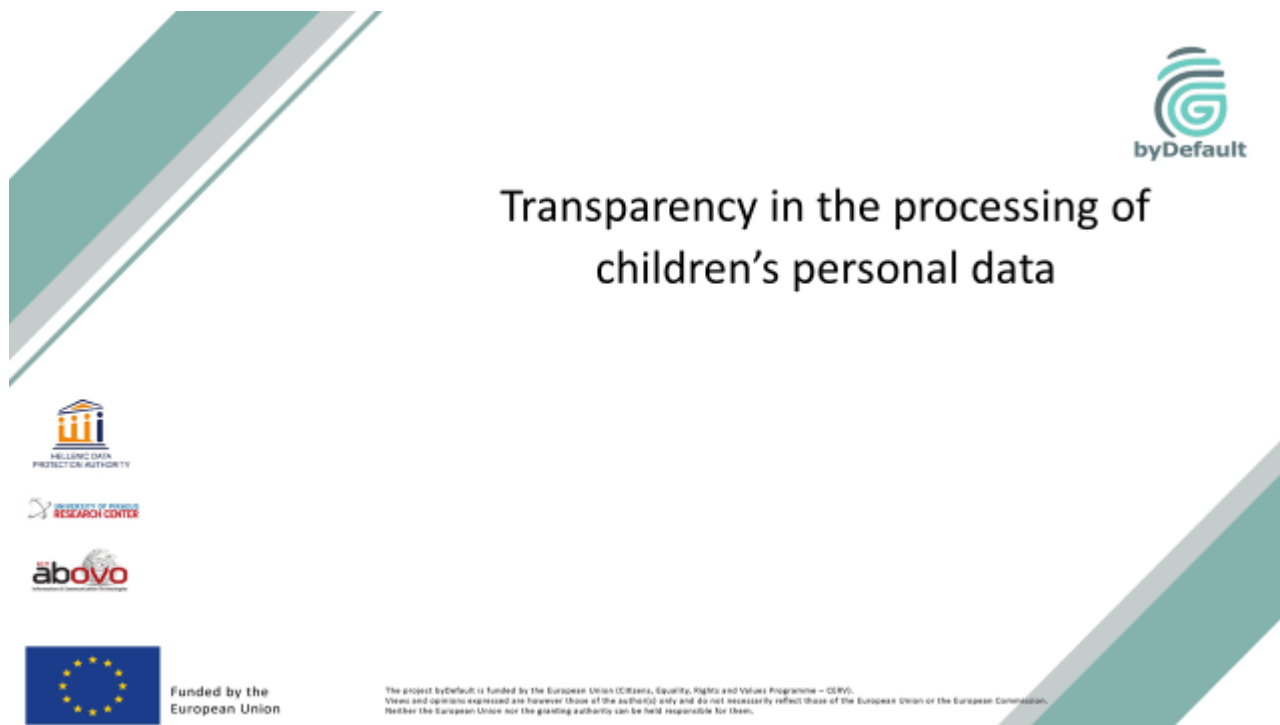 byDefault
Transparency in the processing of
children's personal data
HELLENIC DATA
PROTECTION AUTHORITY
UNIVERSITY OF PIRAEUS
RESEARCH CENTER
abovo
Information & Communication Technologies
Funded by the
European Union
The project byDefault is funded by the European Union (Citizens, Equality, Rights and Values Programme – CERV).
Views and opinions expressed are however those of the author(s) only and do not necessarily reflect those of the European Union or the European Commission.
Neither the European Union nor the granting authority can be held responsible for them.